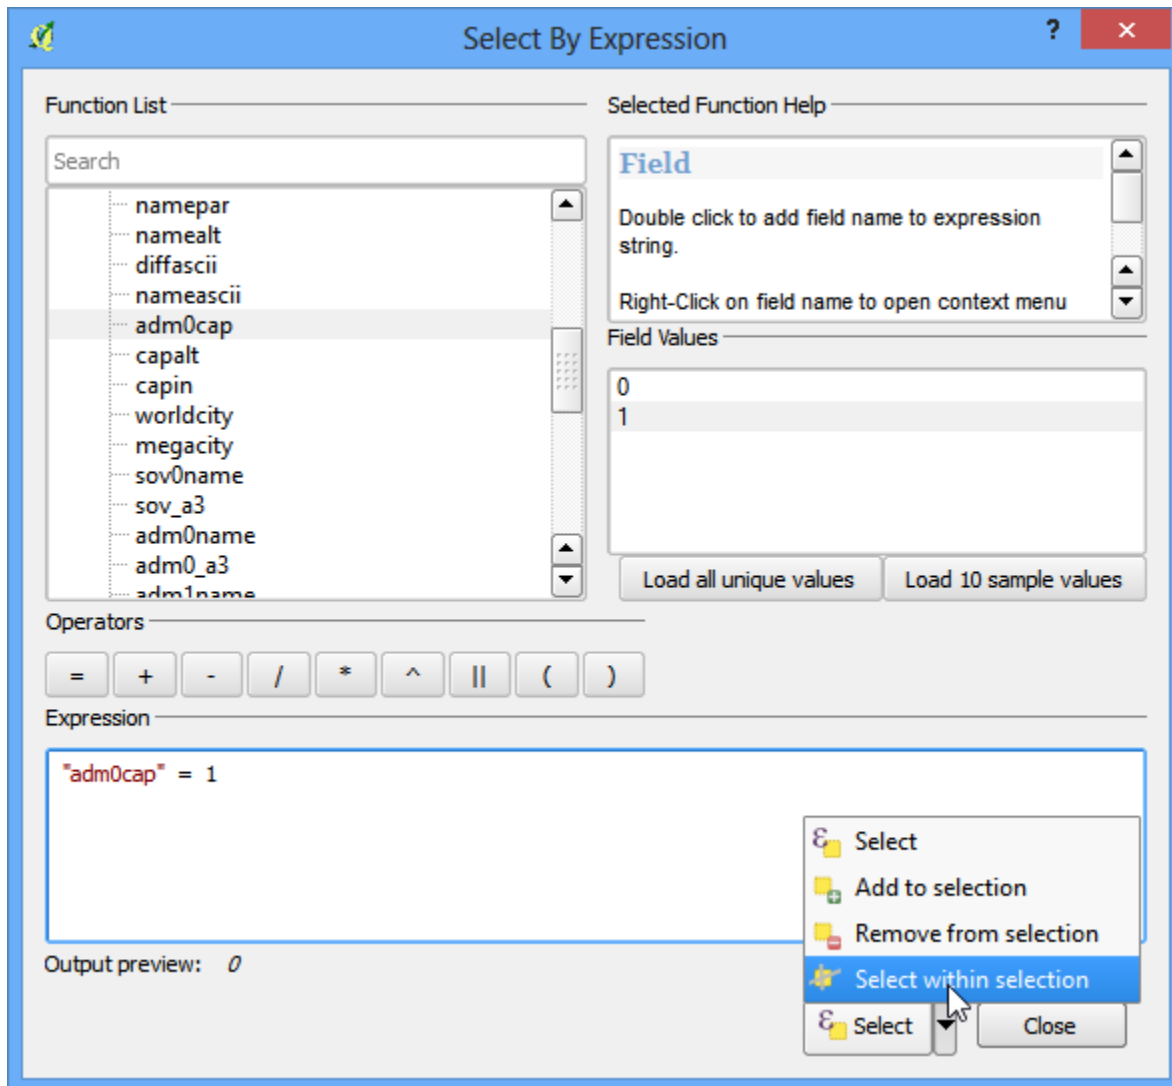 Select By Expression
?
×
Function List
Search
namepar
namealt
diffascii
nameascii
adm0cap
capalt
capin
worldcity
megacity
sov0name
sov_a3
adm0name
adm0_a3
adm1name
Selected Function Help
Field
Double click to add field name to expression
string.
Right-Click on field name to open context menu
Field Values
0
1
Load all unique values Load 10 sample values
Operators
= + - / * ^ || ( )
Expression
"adm0cap" = 1
Select
Add to selection
Remove from selection
Select within selection
Output preview: 0
Select Close